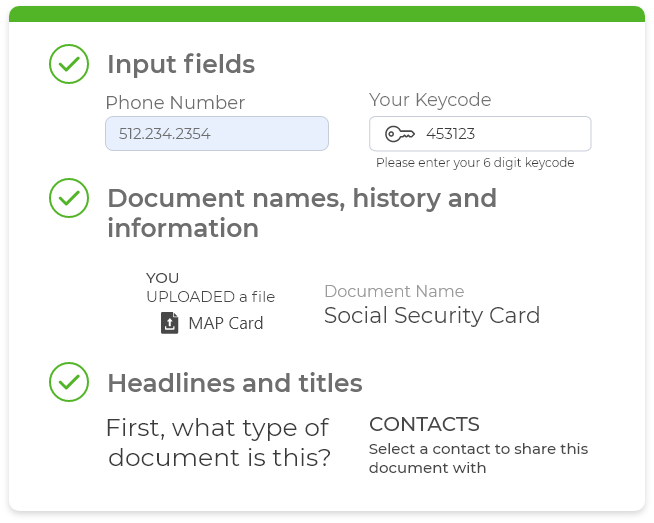 Input fields
Phone Number
512.234.2354
Your Keycode
453123
Please enter your 6 digit keycode
Document names, history and
information
YOU
UPLOADED a file
MAP Card
Document Name
Social Security Card
Headlines and titles
First, what type of
document is this?
CONTACTS
Select a contact to share this
document with